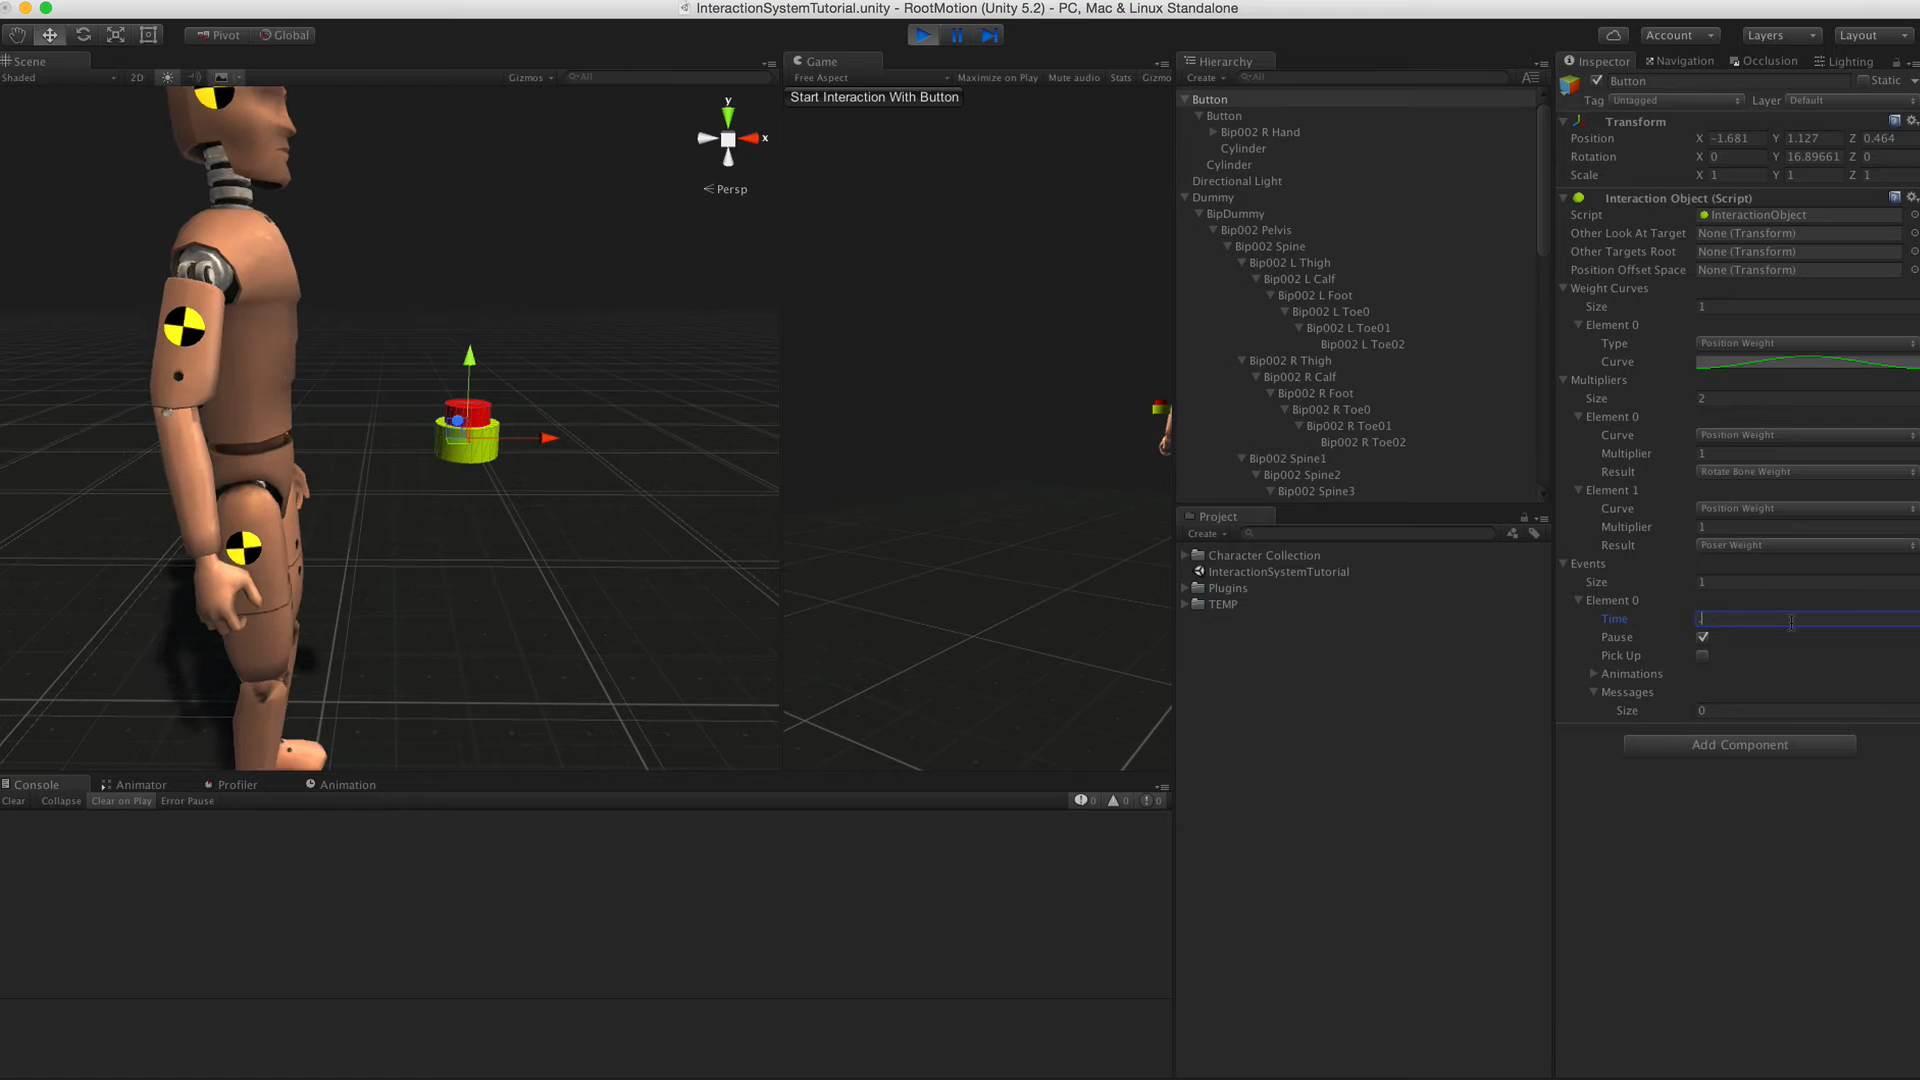 InteractionSystemTutorial.unity - RootMotion (Unity 5.2) - PC, Mac & Linux Standalone
Pivot Global Account Layers Layout
Scene
Shaded 2D Gizmos All
y
x
Persp
Game
Free Aspect Maximize on Play Mute audio Stats Gizmo
Start Interaction With Button
Hierarchy
Create All
Button
Button
Bip002 R Hand
Cylinder
Cylinder
Directional Light
Dummy
BipDummy
Bip002 Pelvis
Bip002 Spine
Bip002 L Thigh
Bip002 L Calf
Bip002 L Foot
Bip002 L Toe0
Bip002 L Toe01
Bip002 L Toe02
Bip002 R Thigh
Bip002 R Calf
Bip002 R Foot
Bip002 R Toe0
Bip002 R Toe01
Bip002 R Toe02
Bip002 Spine1
Bip002 Spine2
Bip002 Spine3
Project
Create
Character Collection
InteractionSystemTutorial
Plugins
TEMP
Inspector Navigation Occlusion Lighting
Button Static
Tag Untagged Layer Default
Transform
Position X -1.681 Y 1.127 Z 0.464
Rotation X 0 Y 16.89661 Z 0
Scale X 1 Y 1 Z 1
Interaction Object (Script)
Script InteractionObject
Other Look At Target None (Transform)
Other Targets Root None (Transform)
Position Offset Space None (Transform)
Weight Curves
Size 1
Element 0
Type Position Weight
Curve
Multipliers
Size 2
Element 0
Curve Position Weight
Multiplier 1
Result Rotate Bone Weight
Element 1
Curve Position Weight
Multiplier 1
Result Poser Weight
Events
Size 1
Element 0
Time .
Pause
Pick Up
Animations
Messages
Size 0
Add Component
Console Animator Profiler Animation
Clear Collapse Clear on Play Error Pause 0 0 0